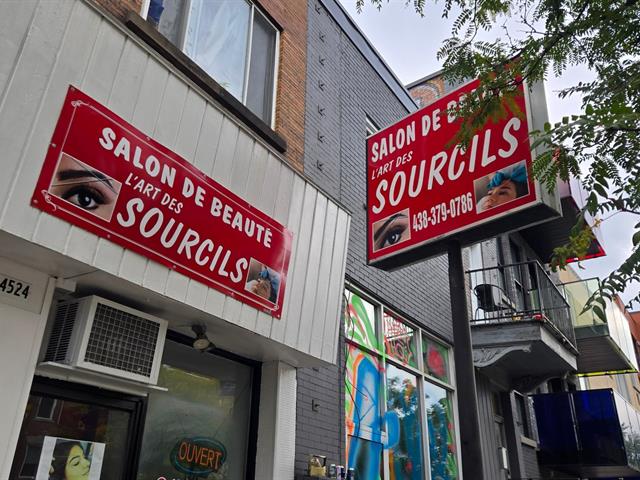 SALON DE BEAUTÉ
L'ART DES
SOURCILS
SALON DE
L'ART DES
SOURCILS
438-379-0786
4524
OUVERT